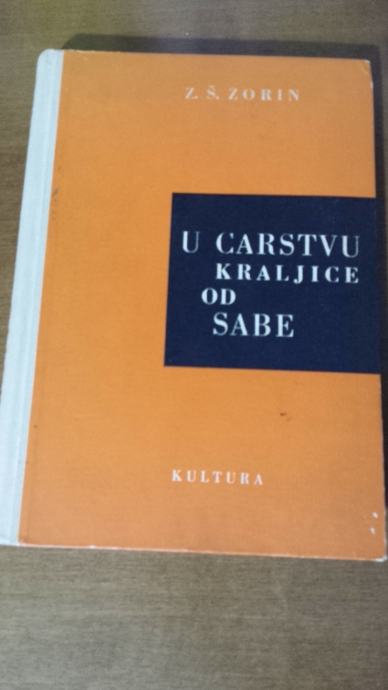 Z. Š. ZORIN
U CARSTVU
KRALJICE
OD
SABE
KULTURA